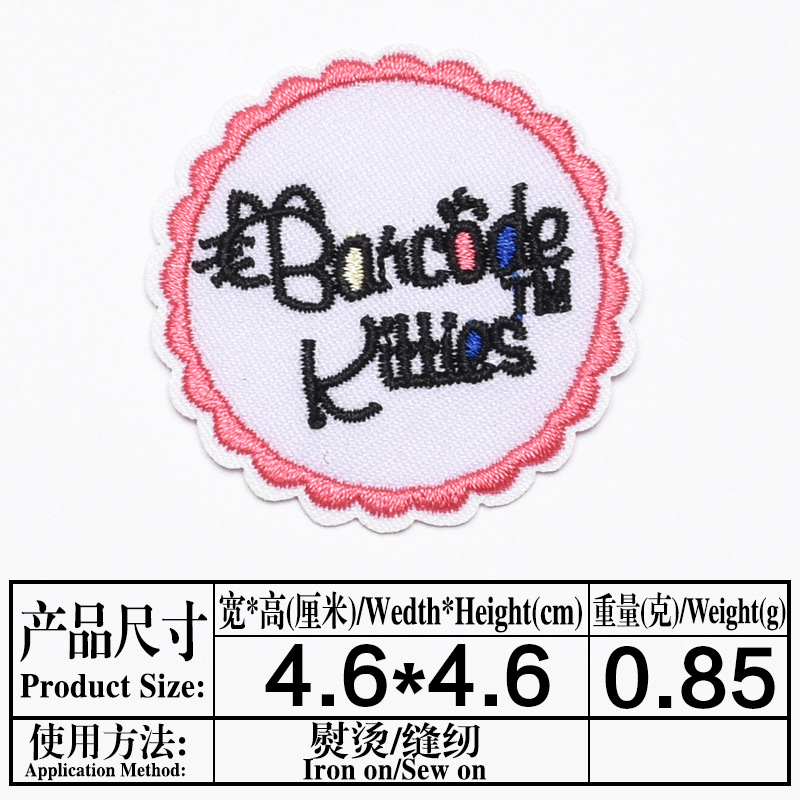 Barcode
TM
Kitties
产品尺寸
Product Size:
宽*高(厘米)/Wedth*Height(cm)
重量(克)/Weight(g)
4.6*4.6
0.85
使用方法:
Application Method:
熨烫/缝纫
Iron on/Sew on